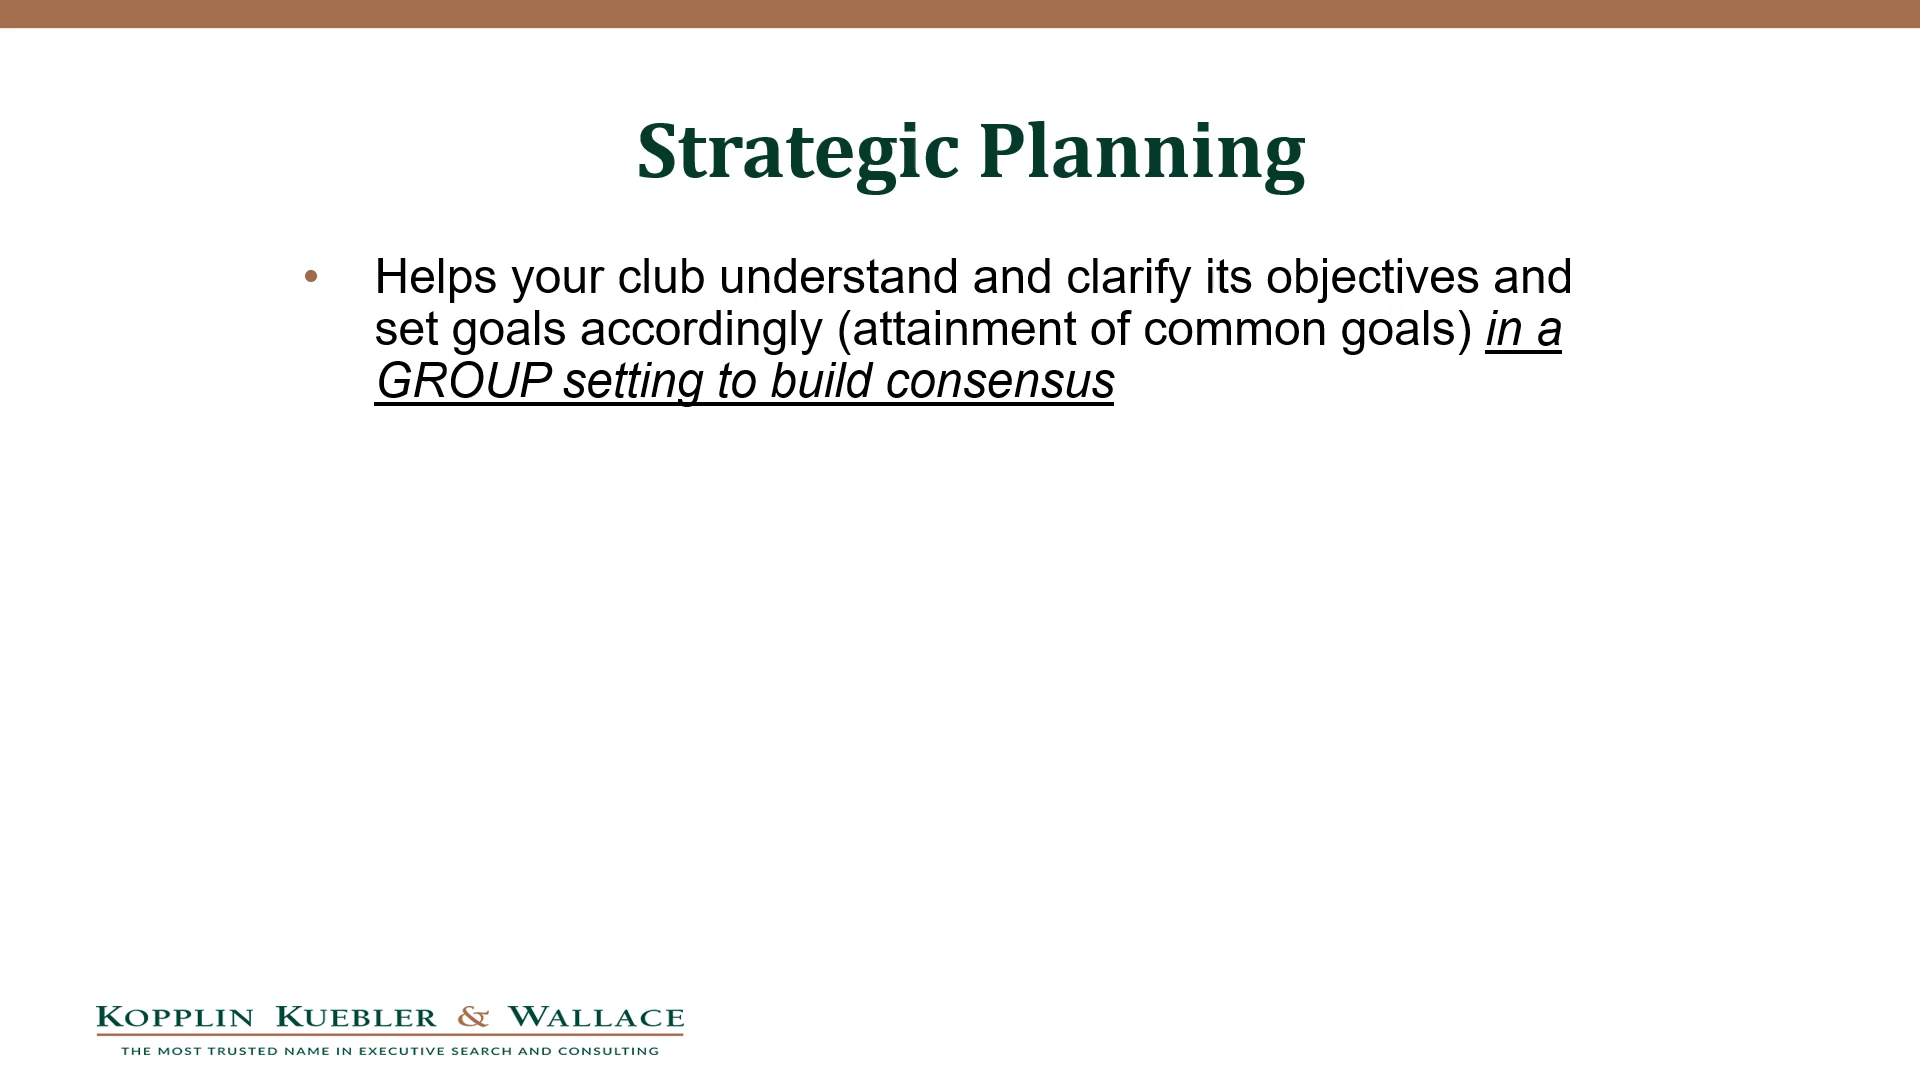 Strategic Planning
• Helps your club understand and clarify its objectives and
set goals accordingly (attainment of common goals) in a
GROUP setting to build consensus
KOPPLIN KUEBLER & WALLACE
THE MOST TRUSTED NAME IN EXECUTIVE SEARCH AND CONSULTING